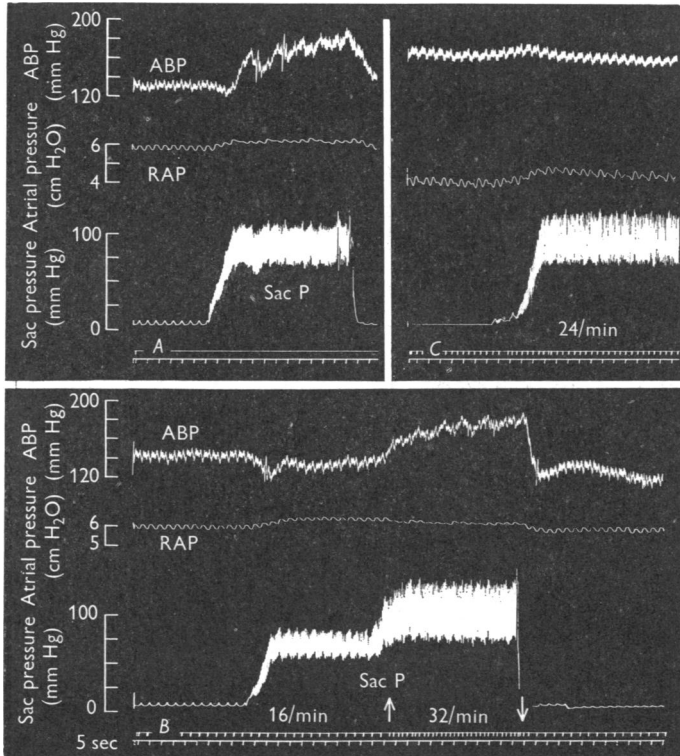 200
120
ABP
(mm Hg)
ABP
6
4
Atrial pressure
(cm H₂O)
RAP
100
0
Sac pressure
(mm Hg)
Sac P
A
24/min
C
200
120
ABP
(mm Hg)
ABP
6
5
Atrial pressure
(cm H₂O)
RAP
100
0
Sac pressure
(mm Hg)
Sac P
16/min
32/min
B
5 sec